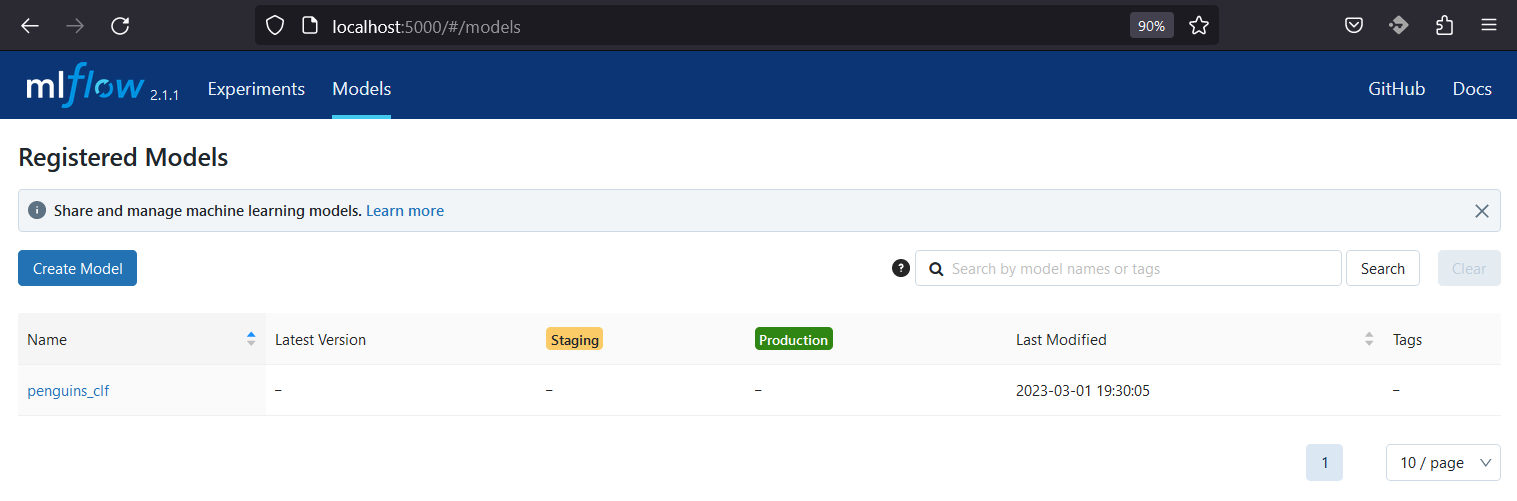 localhost:5000/#/models 90%
mlflow 2.1.1 Experiments Models GitHub Docs
Registered Models
i Share and manage machine learning models. Learn more
Create Model ? Search by model names or tags Search Clear
Name Latest Version Staging Production Last Modified Tags
penguins_clf – – – 2023-03-01 19:30:05 –
1 10 / page